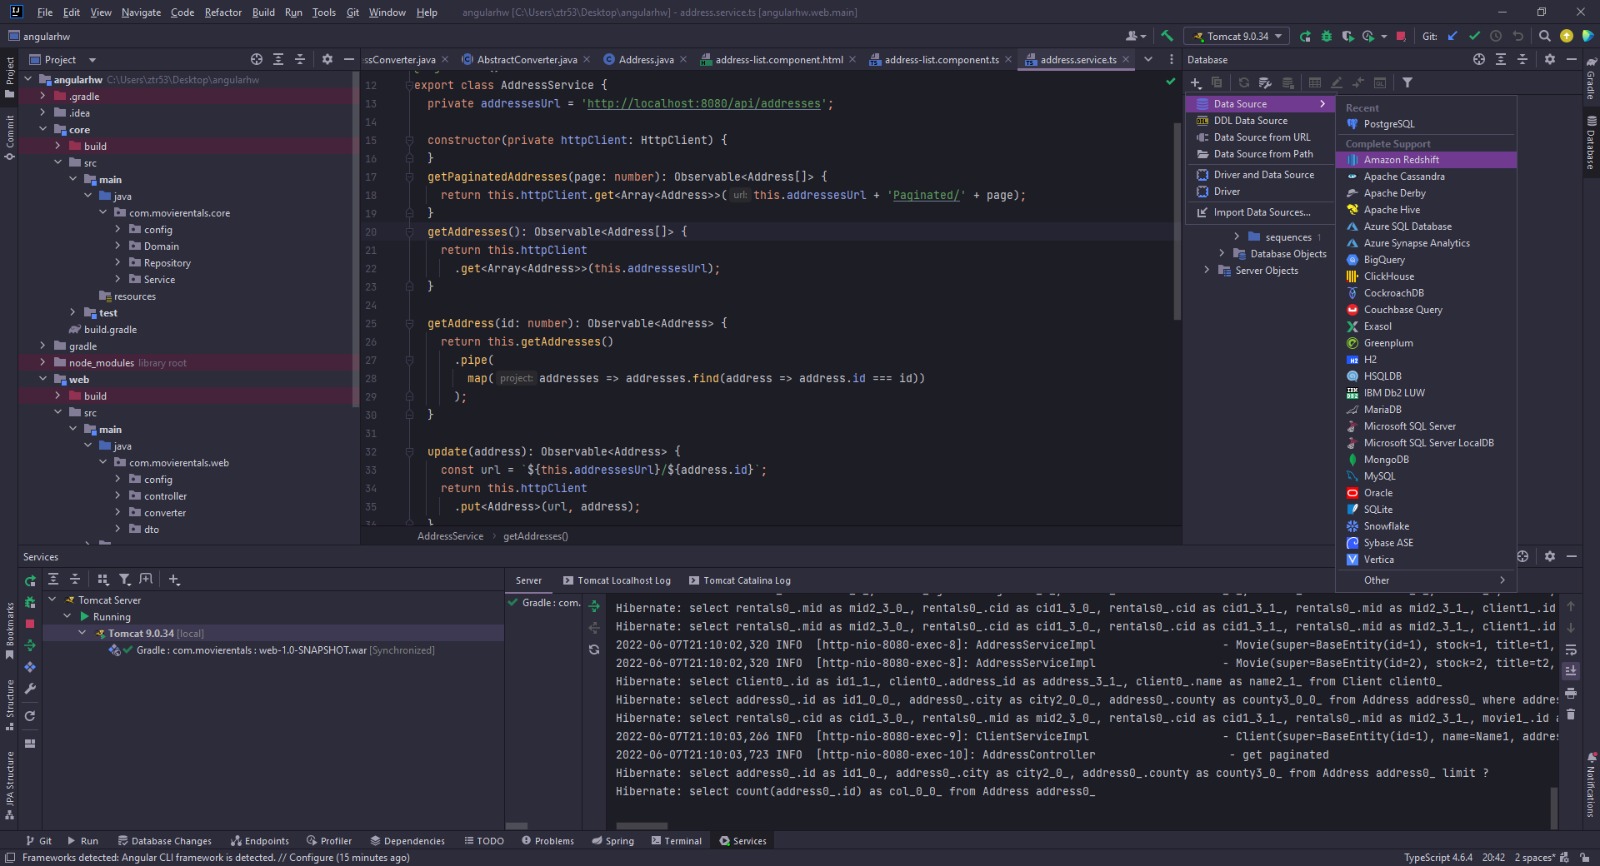 File Edit View Navigate Code Refactor Build Run Tools Git Window Help angularhw [C:\Users\ztr53\Desktop\angularhw] - address.service.ts [angularhw.web.main]
angularhw
Tomcat 9.0.34
Git:
Project
angularhw C:\Users\ztr53\Desktop\angularhw
.gradle
.idea
core
build
src
main
java
com.movierentals.core
config
Domain
Repository
Service
resources
test
build.gradle
gradle
node_modules library root
web
build
src
main
java
com.movierentals.web
config
controller
converter
dto
Project
Commit
Bookmarks
Structure
JPA Structure
ssConverter.java
AbstractConverter.java
Address.java
address-list.component.html
address-list.component.ts
address.service.ts
12 export class AddressService {
13 private addressesUrl = 'http://localhost:8080/api/addresses';
14
15 constructor(private httpClient: HttpClient) {
16 }
17 getPaginatedAddresses(page: number): Observable<Address[]> {
18 return this.httpClient.get<Array<Address>>( url: this.addressesUrl + 'Paginated/' + page);
19 }
20 getAddresses(): Observable<Address[]> {
21 return this.httpClient
22 .get<Array<Address>>(this.addressesUrl);
23 }
24
25 getAddress(id: number): Observable<Address> {
26 return this.getAddresses()
27 .pipe(
28 map( project: addresses => addresses.find(address => address.id === id))
29 );
30 }
31
32 update(address): Observable<Address> {
33 const url = `${this.addressesUrl}/${address.id}`;
34 return this.httpClient
35 .put<Address>(url, address);
36 }
AddressService getAddresses()
Database
Data Source
DDL Data Source
Data Source from URL
Data Source from Path
Driver and Data Source
Driver
Import Data Sources...
sequences 1
Database Objects
Server Objects
Recent
PostgreSQL
Complete Support
Amazon Redshift
Apache Cassandra
Apache Derby
Apache Hive
Azure SQL Database
Azure Synapse Analytics
BigQuery
ClickHouse
CockroachDB
Couchbase Query
Exasol
Greenplum
H2
HSQLDB
IBM Db2 LUW
MariaDB
Microsoft SQL Server
Microsoft SQL Server LocalDB
MongoDB
MySQL
Oracle
SQLite
Snowflake
Sybase ASE
Vertica
Other
Gradle
Database
Notifications
Services
Tomcat Server
Running
Tomcat 9.0.34 [local]
Gradle : com.movierentals : web-1.0-SNAPSHOT.war [Synchronized]
Server Tomcat Localhost Log Tomcat Catalina Log
Gradle : com.
Hibernate: select rentals0_.mid as mid2_3_0_, rentals0_.cid as cid1_3_0_, rentals0_.cid as cid1_3_1_, rentals0_.mid as mid2_3_1_, client1_.id
Hibernate: select rentals0_.mid as mid2_3_0_, rentals0_.cid as cid1_3_0_, rentals0_.cid as cid1_3_1_, rentals0_.mid as mid2_3_1_, client1_.id
2022-06-07T21:10:02,320 INFO [http-nio-8080-exec-8]: AddressServiceImpl - Movie(super=BaseEntity(id=1), stock=1, title=t1,
2022-06-07T21:10:02,320 INFO [http-nio-8080-exec-8]: AddressServiceImpl - Movie(super=BaseEntity(id=2), stock=2, title=t2,
Hibernate: select client0_.id as id1_1_, client0_.address_id as address_3_1_, client0_.name as name2_1_ from Client client0_
Hibernate: select address0_.id as id1_0_0_, address0_.city as city2_0_0_, address0_.county as county3_0_0_ from Address address0_ where addres
Hibernate: select rentals0_.cid as cid1_3_0_, rentals0_.mid as mid2_3_0_, rentals0_.cid as cid1_3_1_, rentals0_.mid as mid2_3_1_, movie1_.id a
2022-06-07T21:10:03,266 INFO [http-nio-8080-exec-9]: ClientServiceImpl - Client(super=BaseEntity(id=1), name=Name1, addre
2022-06-07T21:10:03,723 INFO [http-nio-8080-exec-10]: AddressController - get paginated
Hibernate: select address0_.id as id1_0_, address0_.city as city2_0_, address0_.county as county3_0_ from Address address0_ limit ?
Hibernate: select count(address0_.id) as col_0_0_ from Address address0_
Git Run Database Changes Endpoints Profiler Dependencies TODO Problems Spring Terminal Services
Frameworks detected: Angular CLI framework is detected. // Configure (15 minutes ago)
TypeScript 4.6.4 20:42 2 spaces*